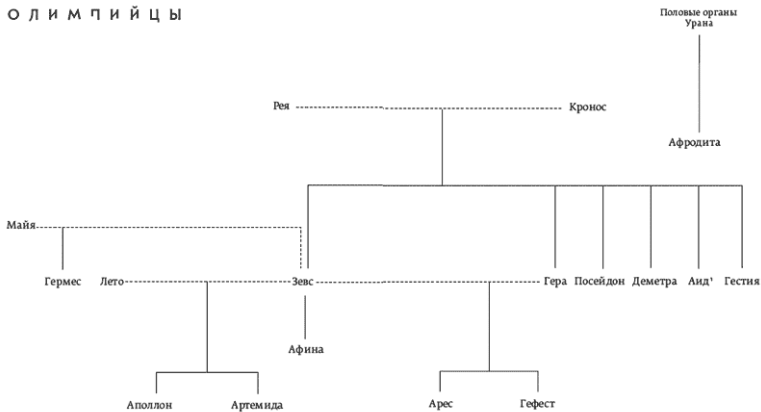 ОЛИМПИЙЦЫ
Половые органы
Урана
Рея
Кронос
Афродита
Майя
Гермес
Лето
Зевс
Гера
Посейдон
Деметра
Аид¹
Гестия
Афина
Аполлон
Артемида
Арес
Гефест